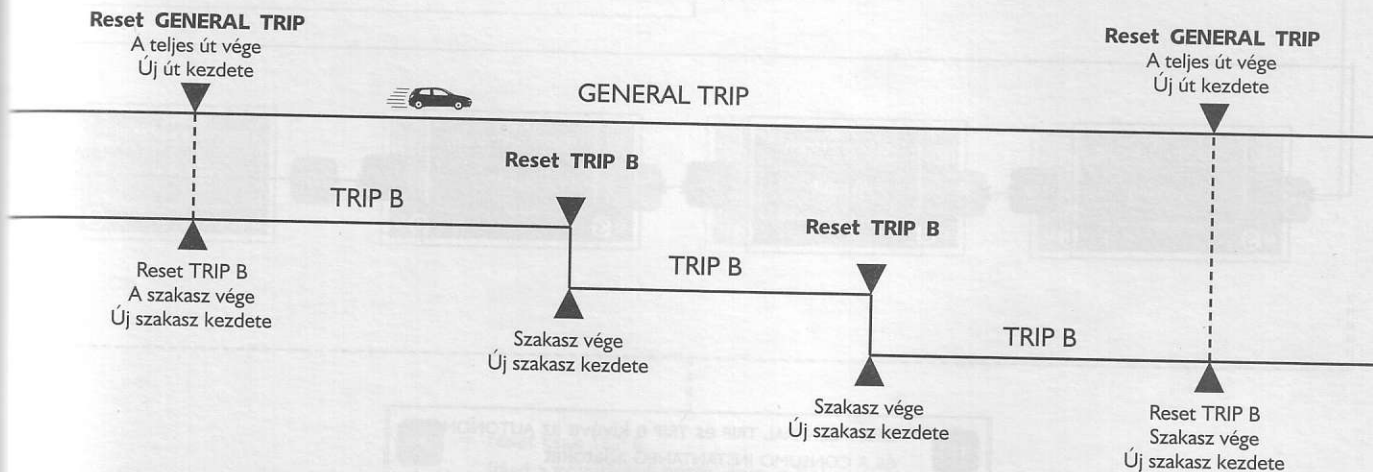 Reset GENERAL TRIP
A teljes út vége
Új út kezdete
Reset GENERAL TRIP
A teljes út vége
Új út kezdete
GENERAL TRIP
Reset TRIP B
TRIP B
Reset TRIP B
TRIP B
Reset TRIP B
A szakasz vége
Új szakasz kezdete
Szakasz vége
Új szakasz kezdete
TRIP B
Szakasz vége
Új szakasz kezdete
Reset TRIP B
Szakasz vége
Új szakasz kezdete